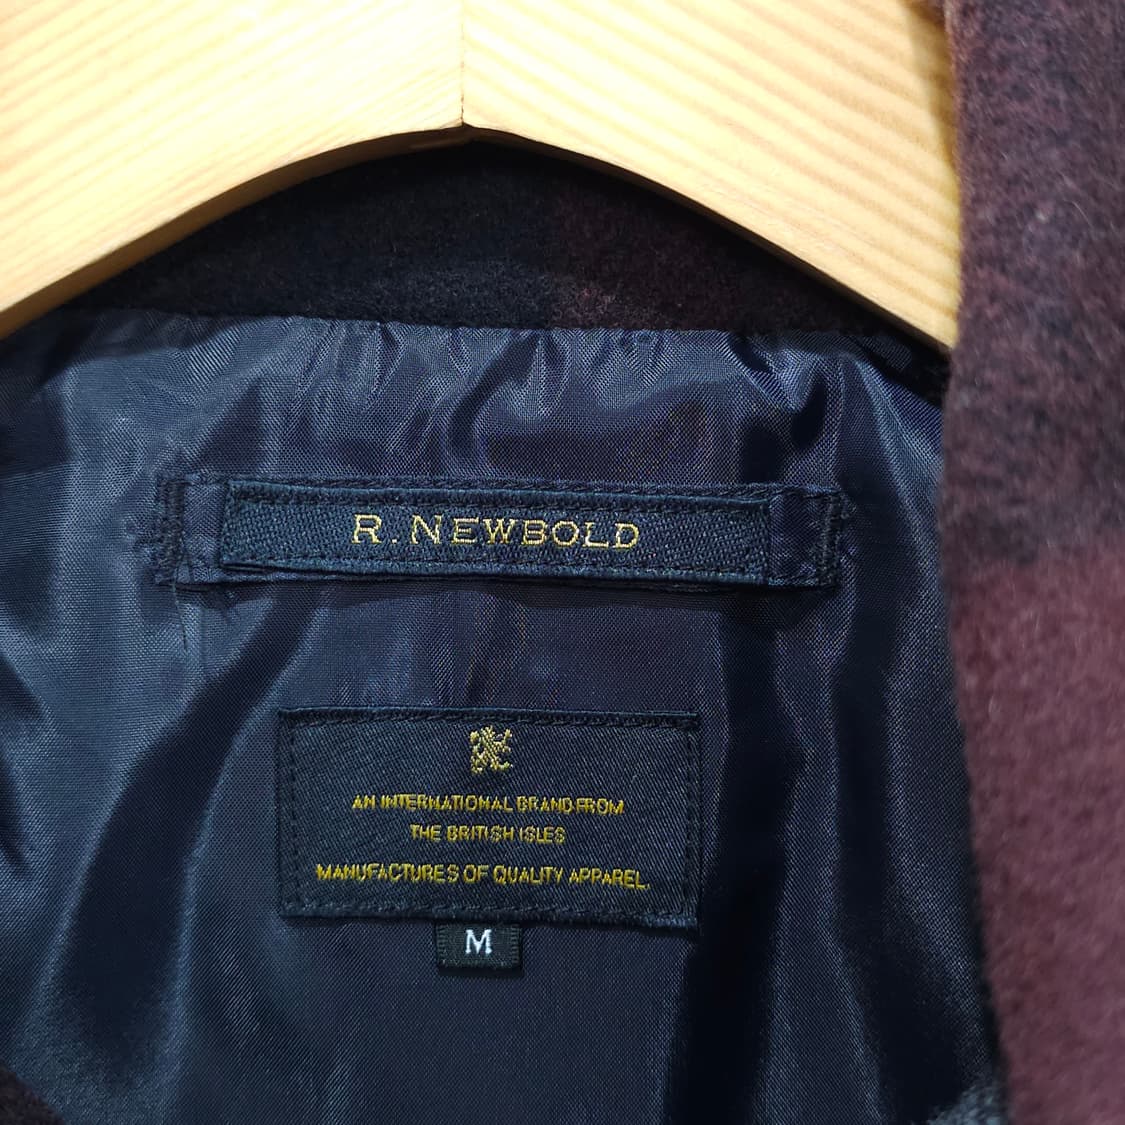 R. NEWBOLD
AN INTERNATIONAL BRAND FROM
THE BRITISH ISLES
MANUFACTURES OF QUALITY APPAREL.
M